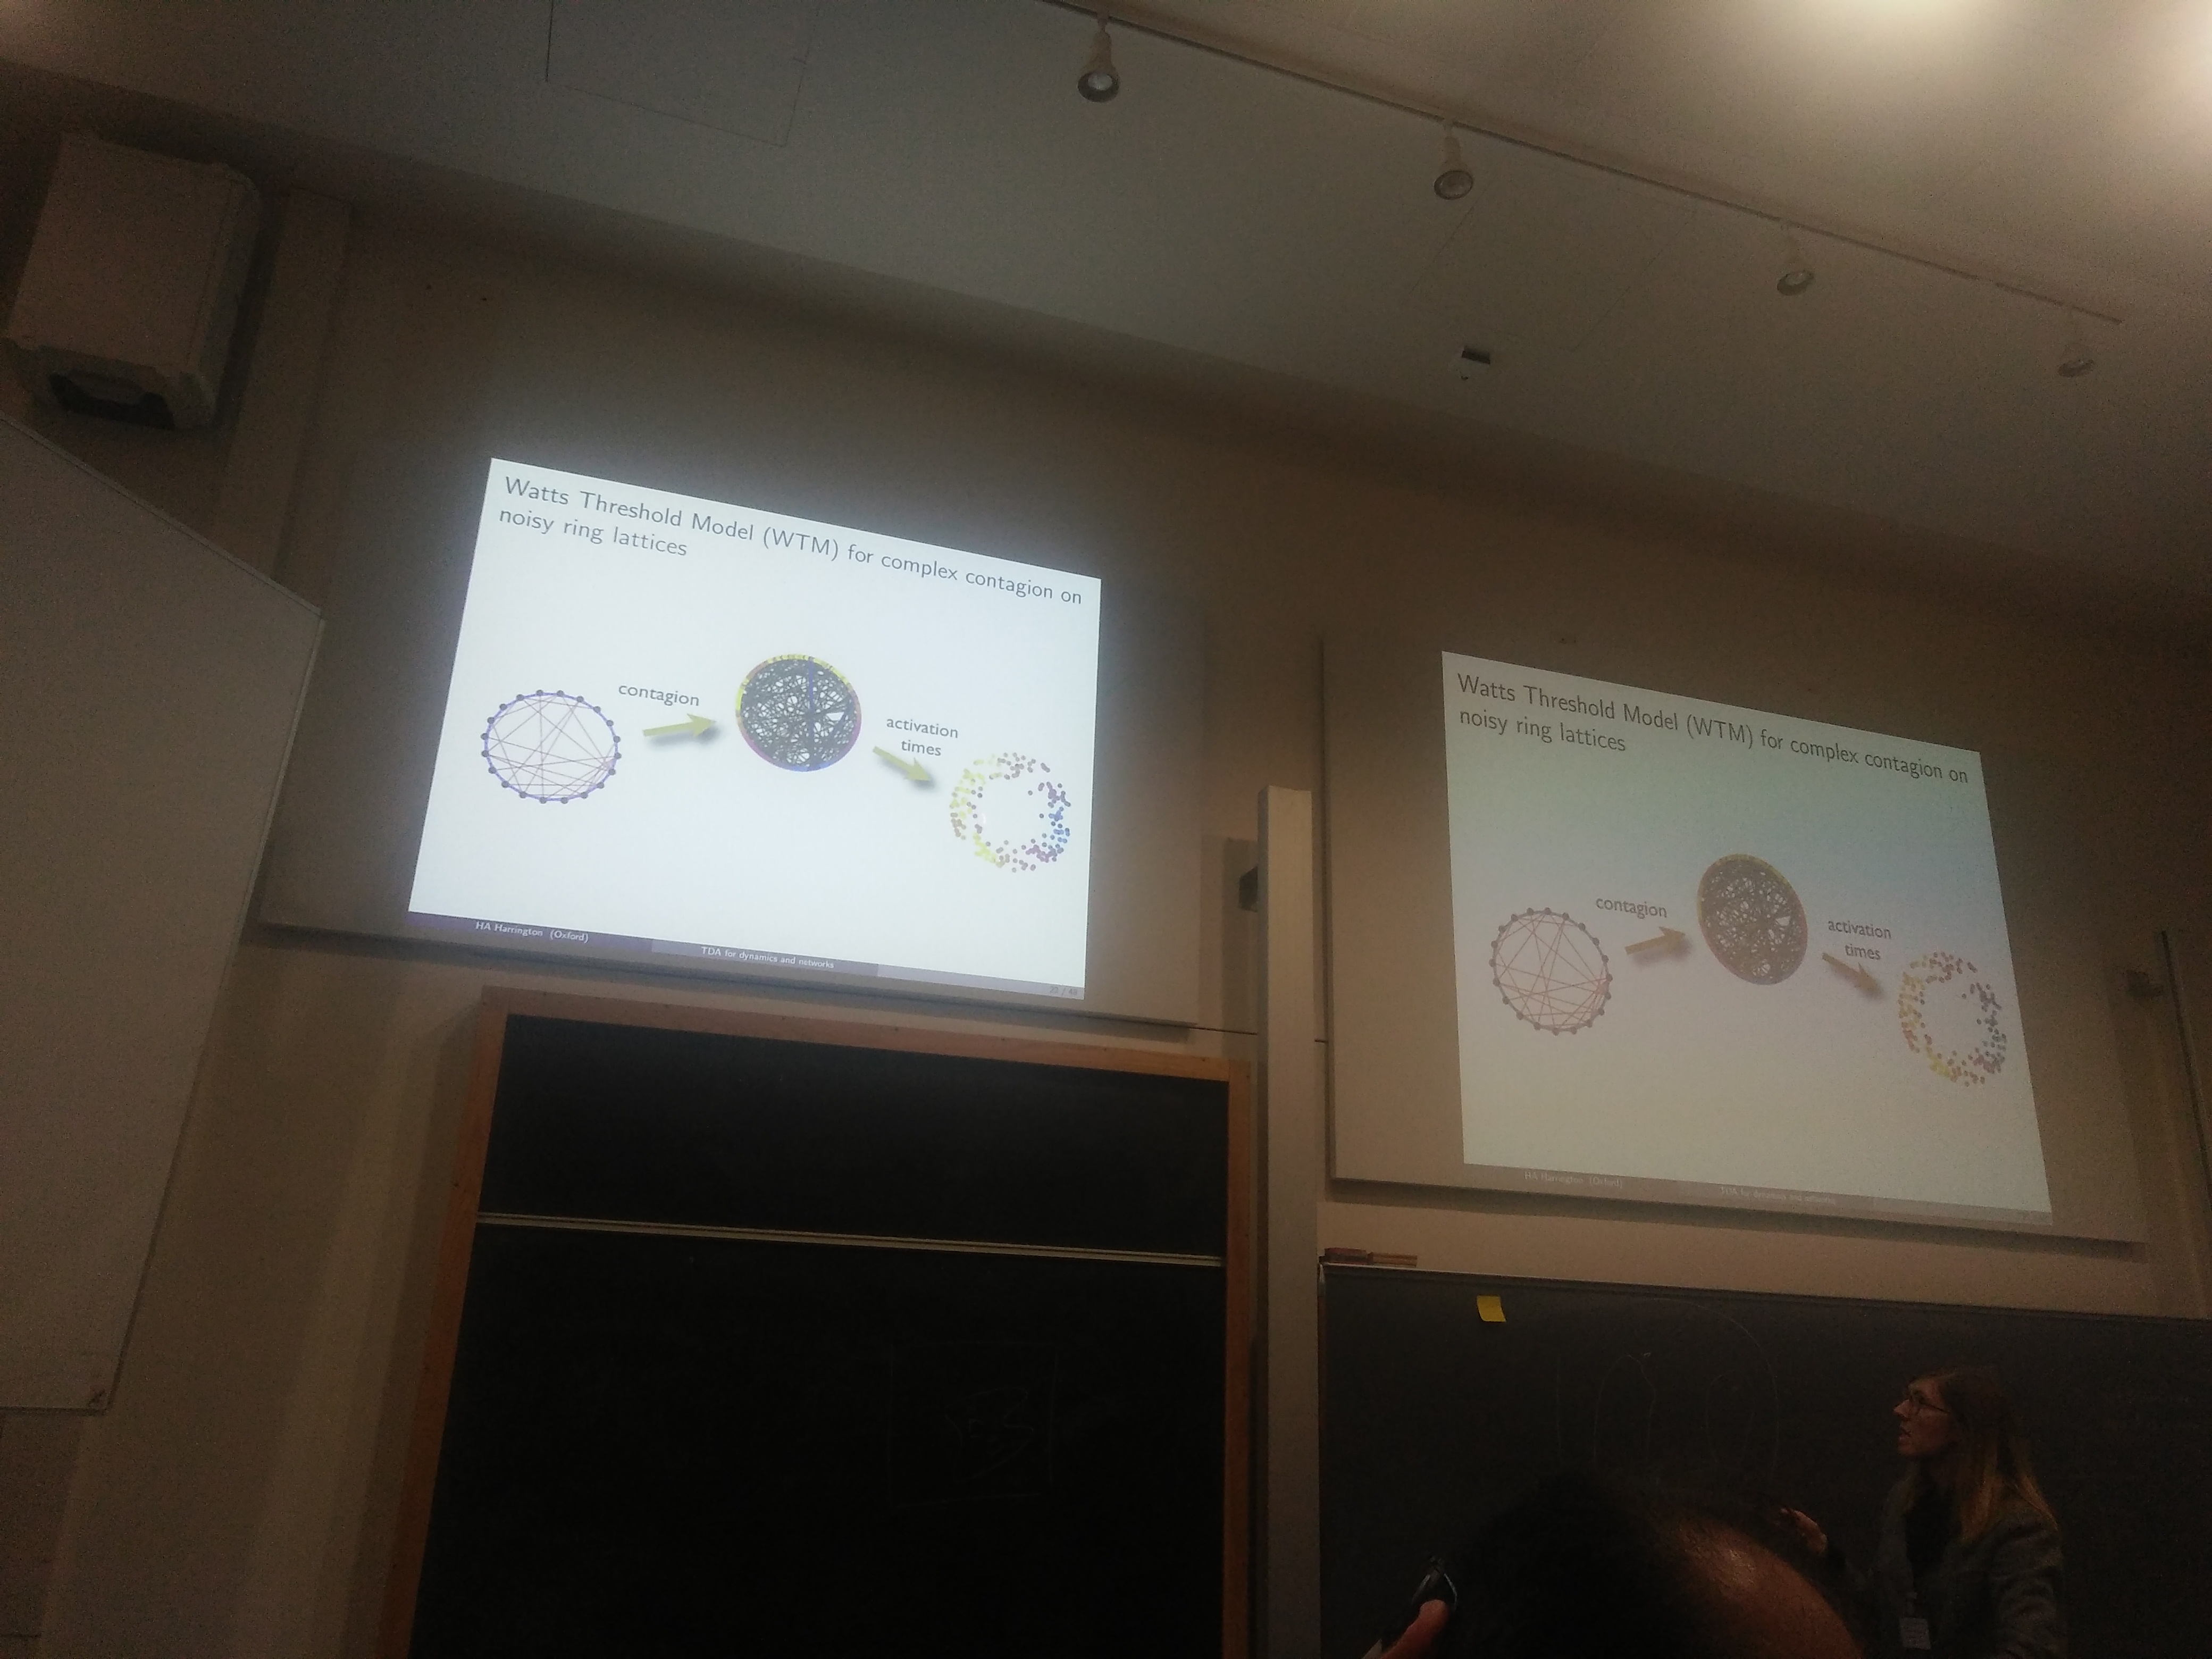 Watts Threshold Model (WTM) for complex contagion on
noisy ring lattices
contagion
activation
times
HA Harrington (Oxford)
TDA for dynamics and networks
Watts Threshold Model (WTM) for complex contagion on
noisy ring lattices
contagion
activation
times
HA Harrington (Oxford)
TDA for dynamics and networks